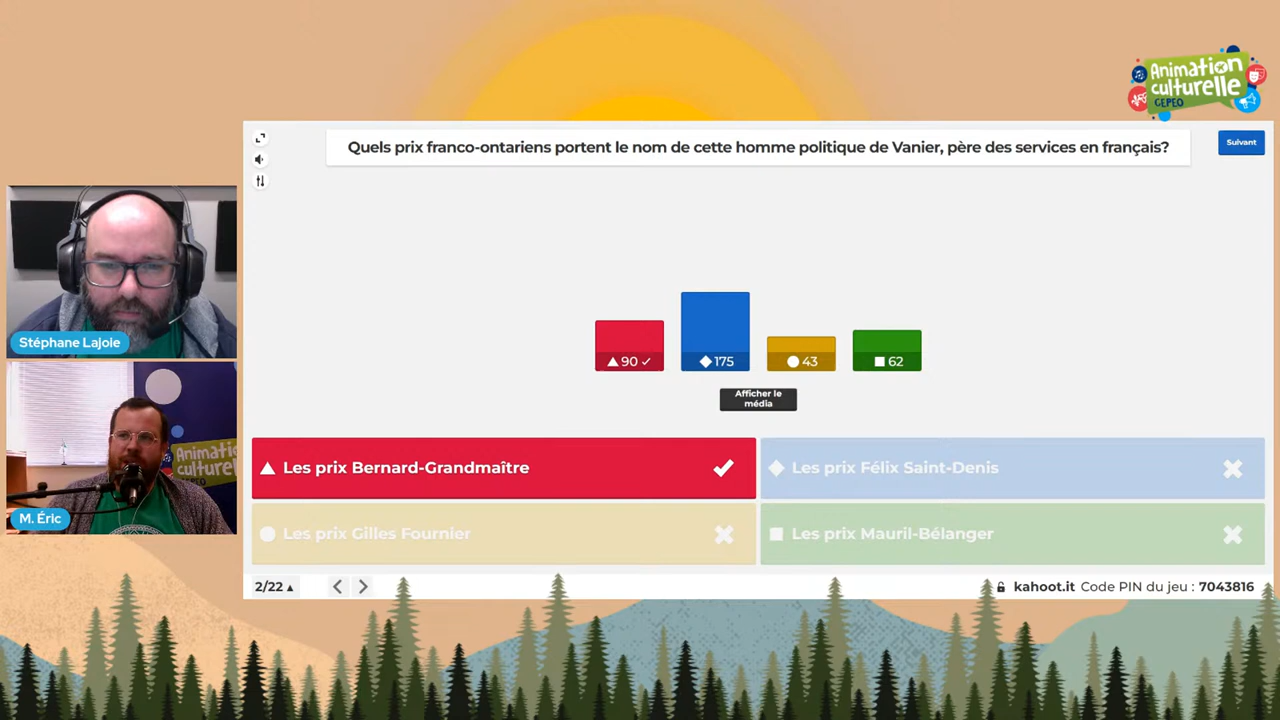 Animation
culturelle
CEPEO
Quels prix franco-ontariens portent le nom de cette homme politique de Vanier, père des services en français?
Suivant
Stéphane Lajoie
90
175
43
62
Afficher le
média
Les prix Bernard-Grandmaître
Les prix Félix Saint-Denis
Animation
culturelle
M. Éric
Les prix Gilles Fournier
Les prix Mauril-Bélanger
2/22
kahoot.it Code PIN du jeu : 7043816